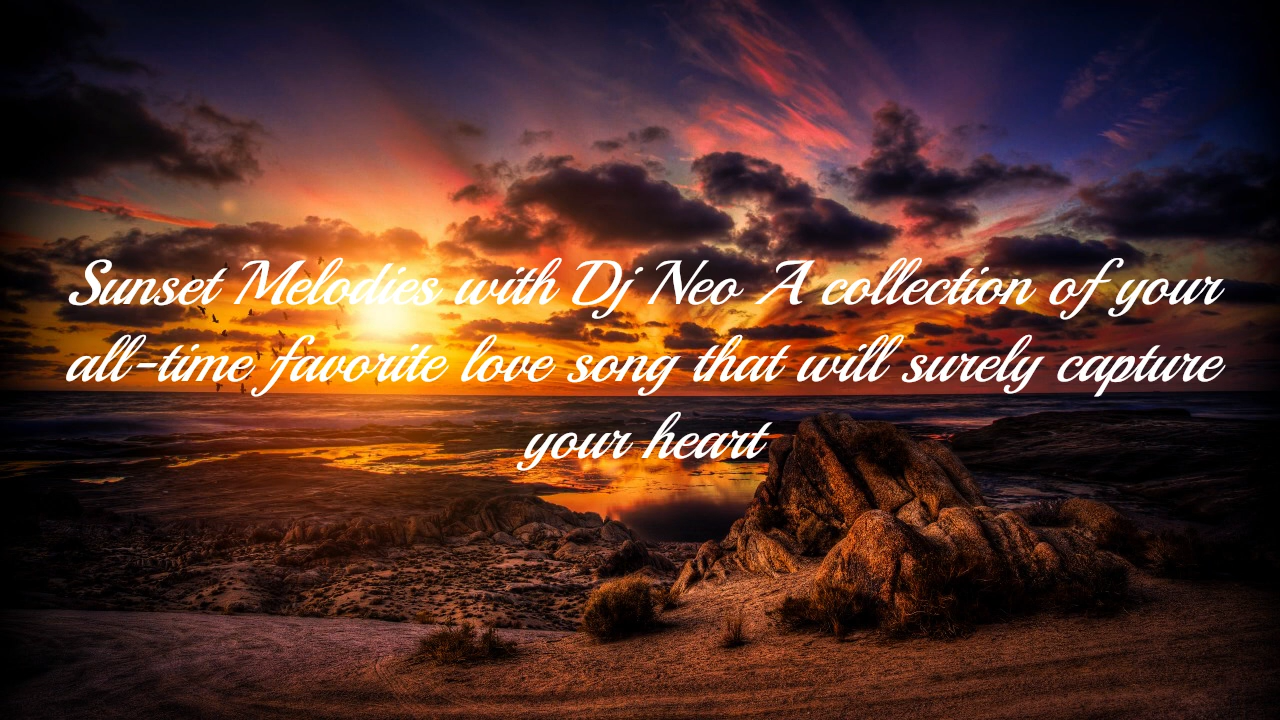 Sunset Melodies with Dj Neo A collection of your
all-time favorite love song that will surely capture
your heart